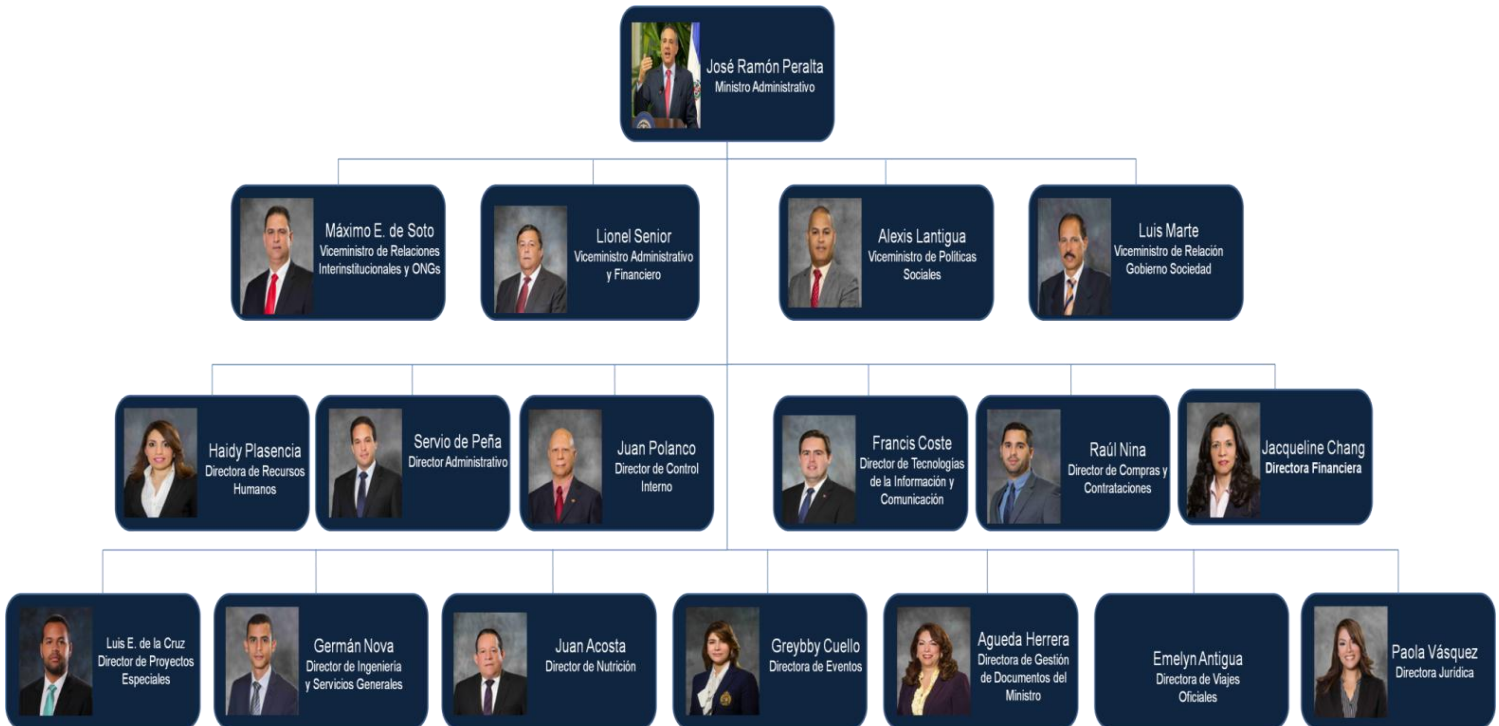 José Ramón Peralta
Ministro Administrativo
Máximo E. de Soto
Viceministro de Relaciones
Interinstitucionales y ONGs
Lionel Senior
Viceministro Administrativo
y Financiero
Alexis Lantigua
Viceministro de Politicas
Sociales
Luis Marte
Viceministro de Relación
Gobierno Sociedad
Haidy Plasencia
Directora de Recursos
Humanos
Servio de Peña
Director Administrativo
Juan Polanco
Director de Control
Interno
Francis Coste
Director de Tecnologías
de la Información y
Comunicación
Raúl Nina
Director de Compras y
Contrataciones
Jacqueline Chang
Directora Financiera
Luis E. de la Cruz
Director de Proyectos
Especiales
Germán Nova
Director de Ingenieria
y Servicios Generales
Juan Acosta
Director de Nutrición
Greybby Cuello
Directora de Eventos
Agueda Herrera
Directora de Gestión
de Documentos del
Ministro
Emelyn Antigua
Directora de Viajes
Oficiales
Paola Vásquez
Directora Juridica